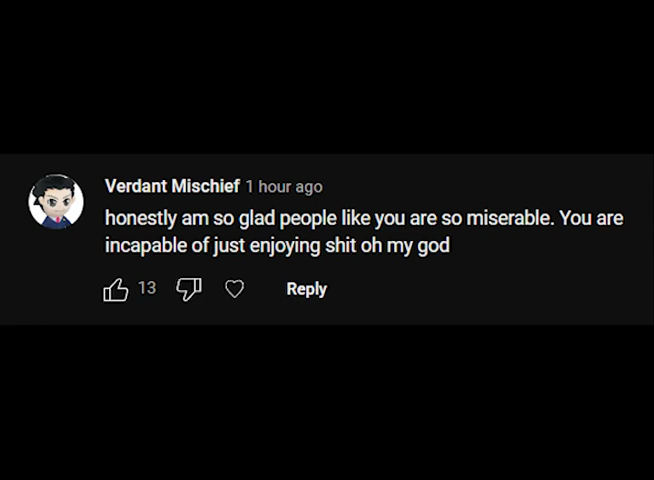 Verdant Mischief 1 hour ago
honestly am so glad people like you are so miserable. You are
incapable of just enjoying shit oh my god
13 Reply